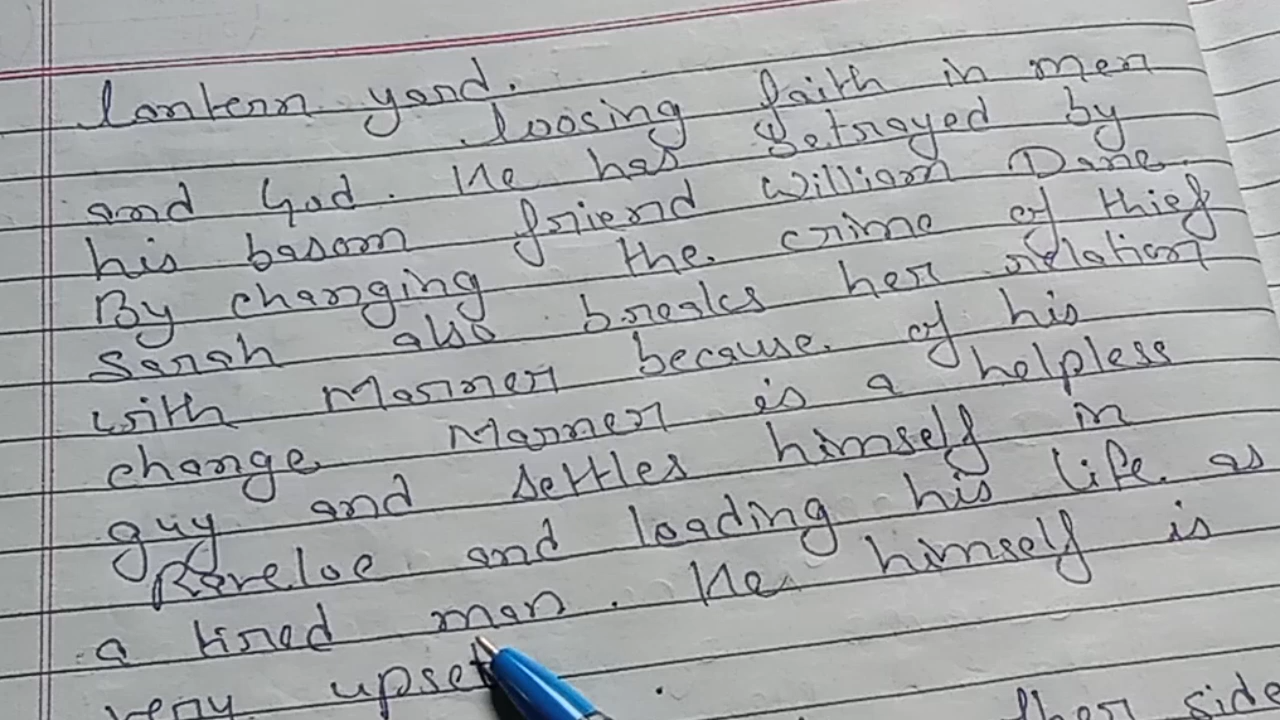 lantern yard.
loosing faith in men
and God. He has betrayed by
his bosom friend William Dane
By changing the crime of thief
Sarah also breaks her relation
with Marner because of his
change Marner is a helpless
guy and settles himself in
Raveloe and leading his life as
a tired man. He himself is
very upset
ther side